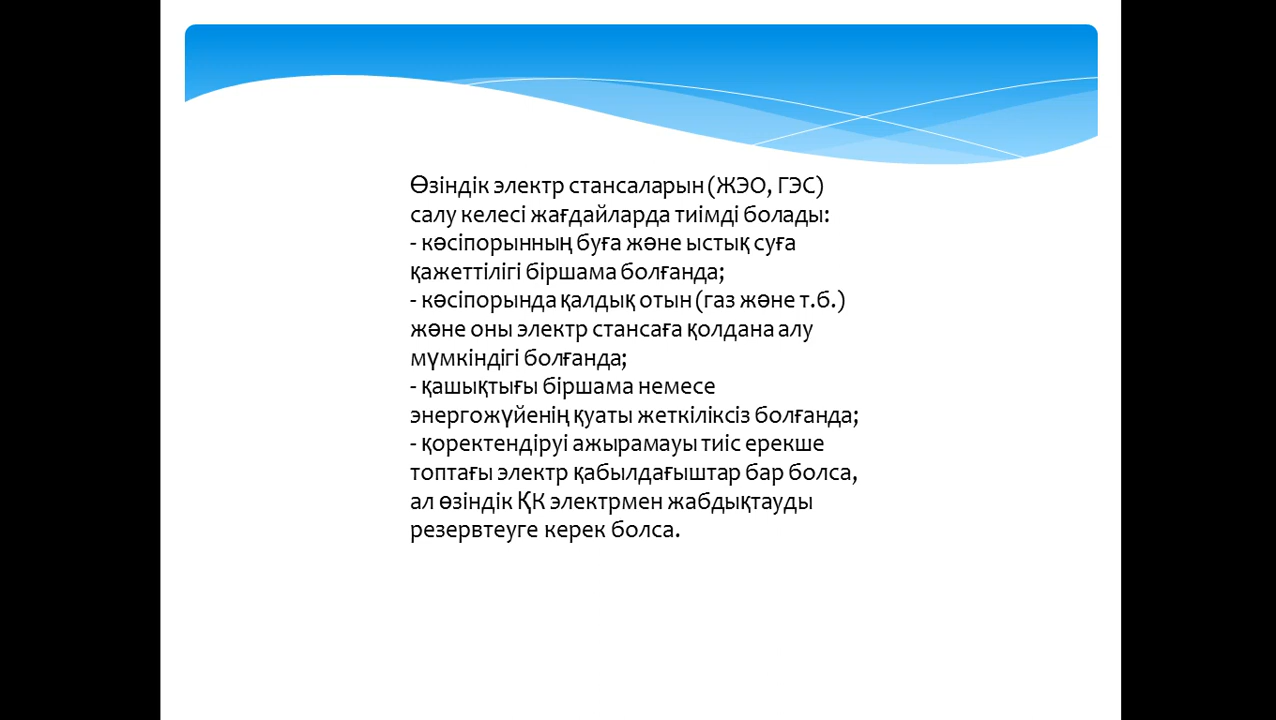 Өзіндік электр стансаларын (ЖЭО, ГЭС)
салу келесі жағдайларда тиімді болады:
- кәсіпорынның буға және ыстық суға
қажеттілігі біршама болғанда;
- кәсіпорында қалдық отын (газ және т.б.)
және оны электр стансаға қолдана алу
мүмкіндігі болғанда;
- қашықтығы біршама немесе
энергожүйенің қуаты жеткіліксіз болғанда;
- қоректендіруі ажырамауы тиіс ерекше
топтағы электр қабылдағыштар бар болса,
ал өзіндік ҚК электрмен жабдықтауды
резервтеуге керек болса.